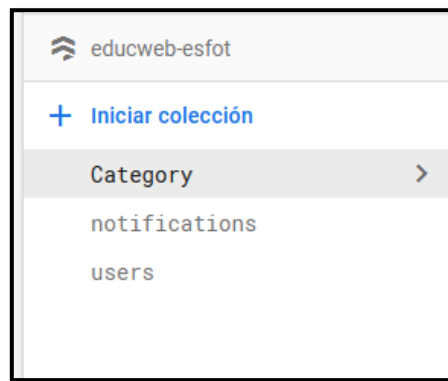 educweb-esfot
Iniciar colección
Category
notifications
users